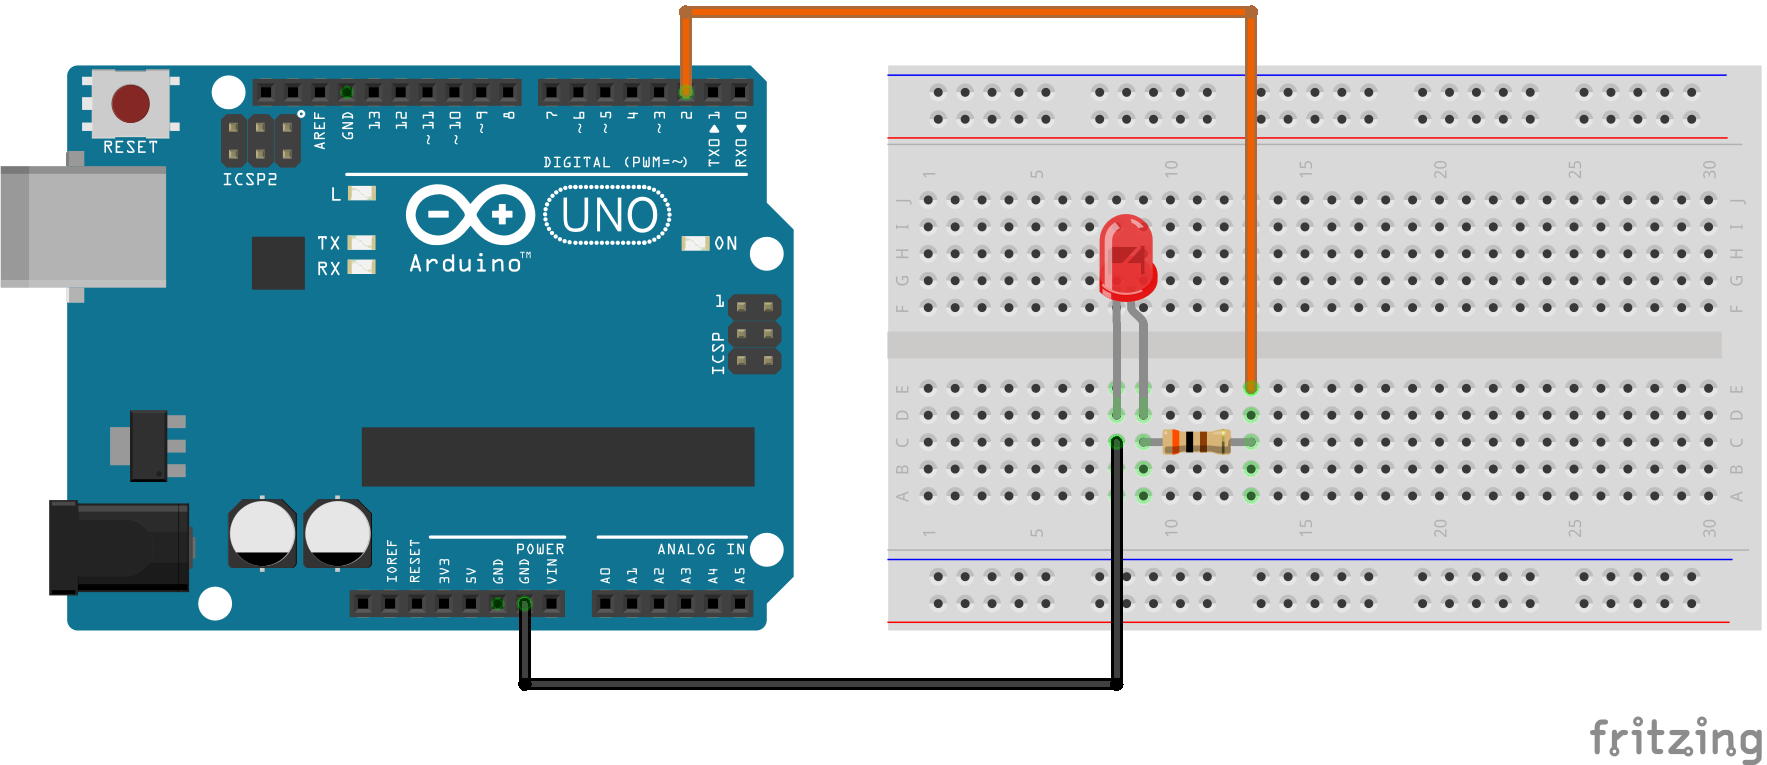 RESET
ICSP2
AREF
GND
13
12
~11
~10
~9
8
7
~6
~5
4
~3
2
TX0▶1
RX0◀0
DIGITAL (PWM=~)
L
TX
RX
Arduino™
UNO
ON
1
ICSP
IOREF
RESET
3V3
5V
GND
GND
VIN
POWER
ANALOG IN
A0
A1
A2
A3
A4
A5
1 5 10 15 20 25 30
J J
I I
H H
G G
F F
E E
D D
C C
B B
A A
1 5 10 15 20 25 30
fritzing